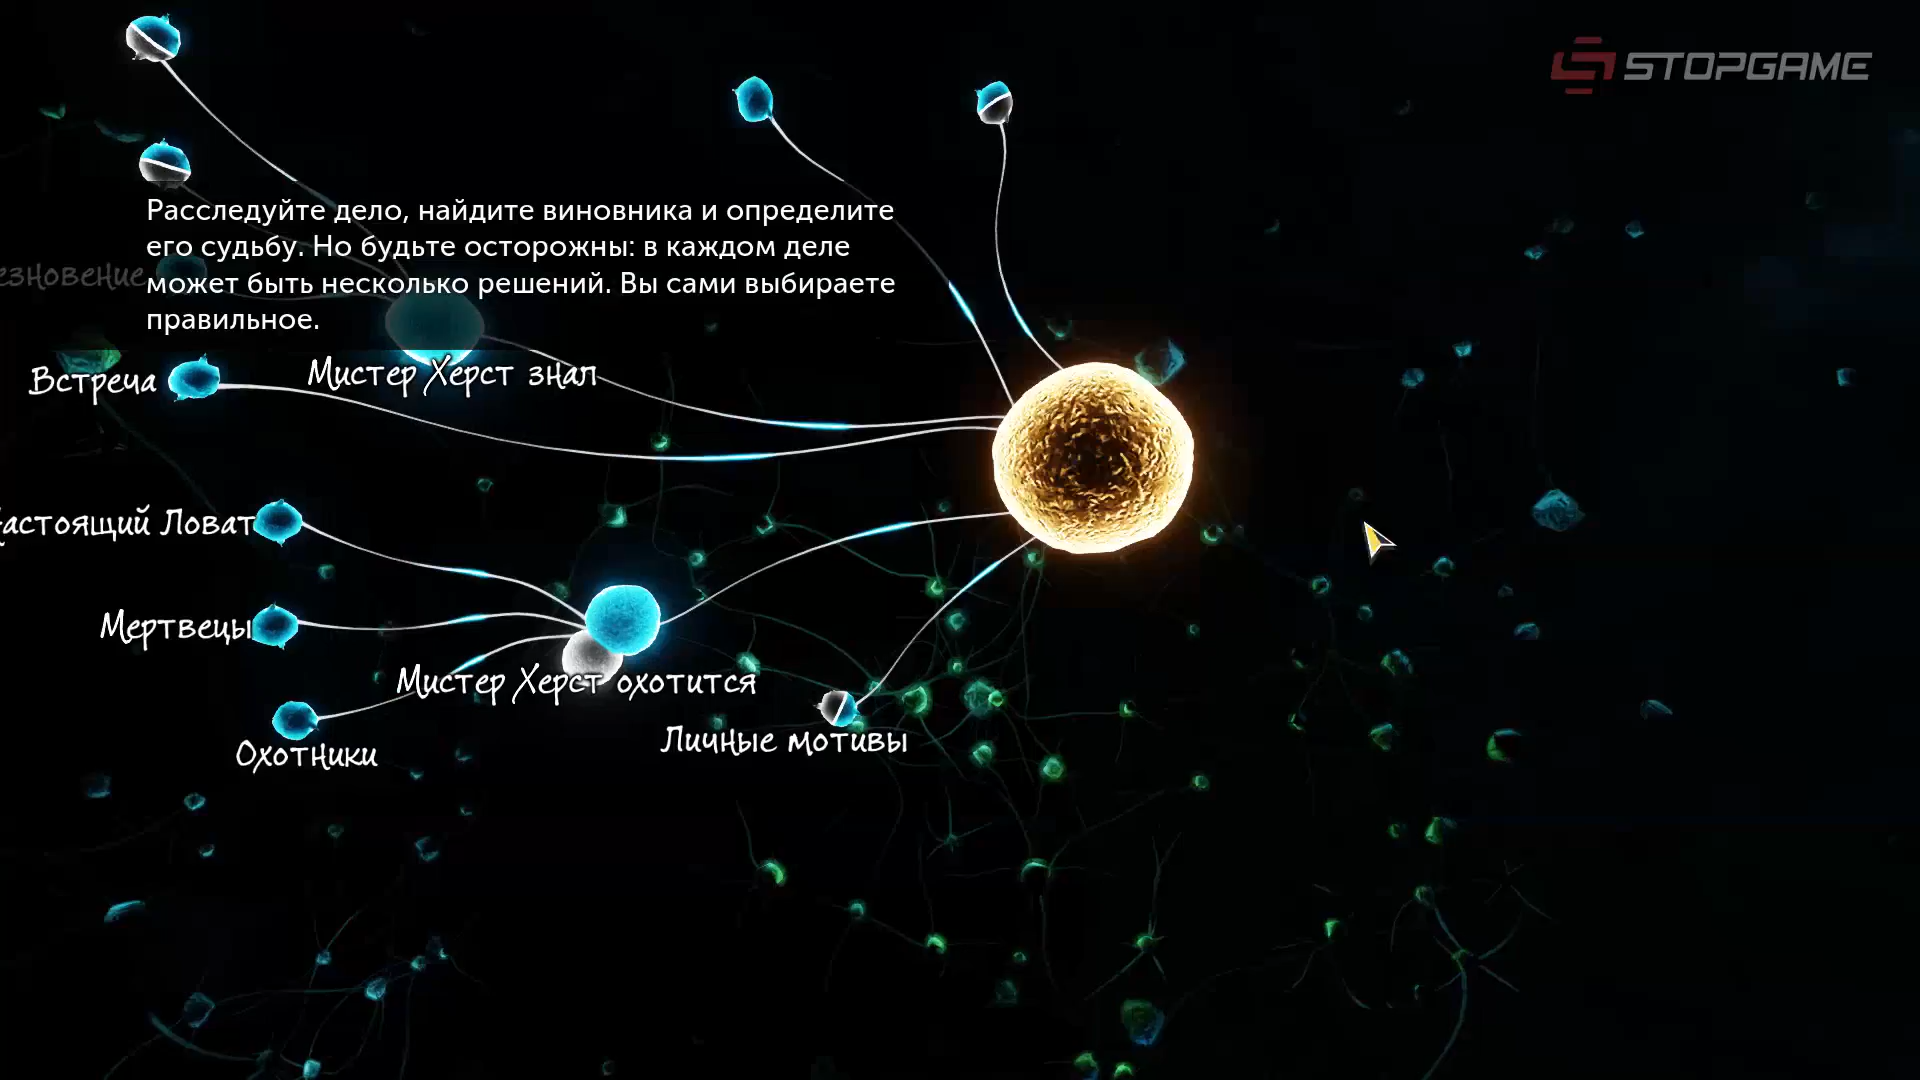 STOPGAME
Расследуйте дело, найдите виновника и определите
его судьбу. Но будьте осторожны: в каждом деле
может быть несколько решений. Вы сами выбираете
правильное.
Мистер Херст знал
Встреча
Ловат
Мертвецы
Мистер Херст охотится
Личные мотивы
Охотники